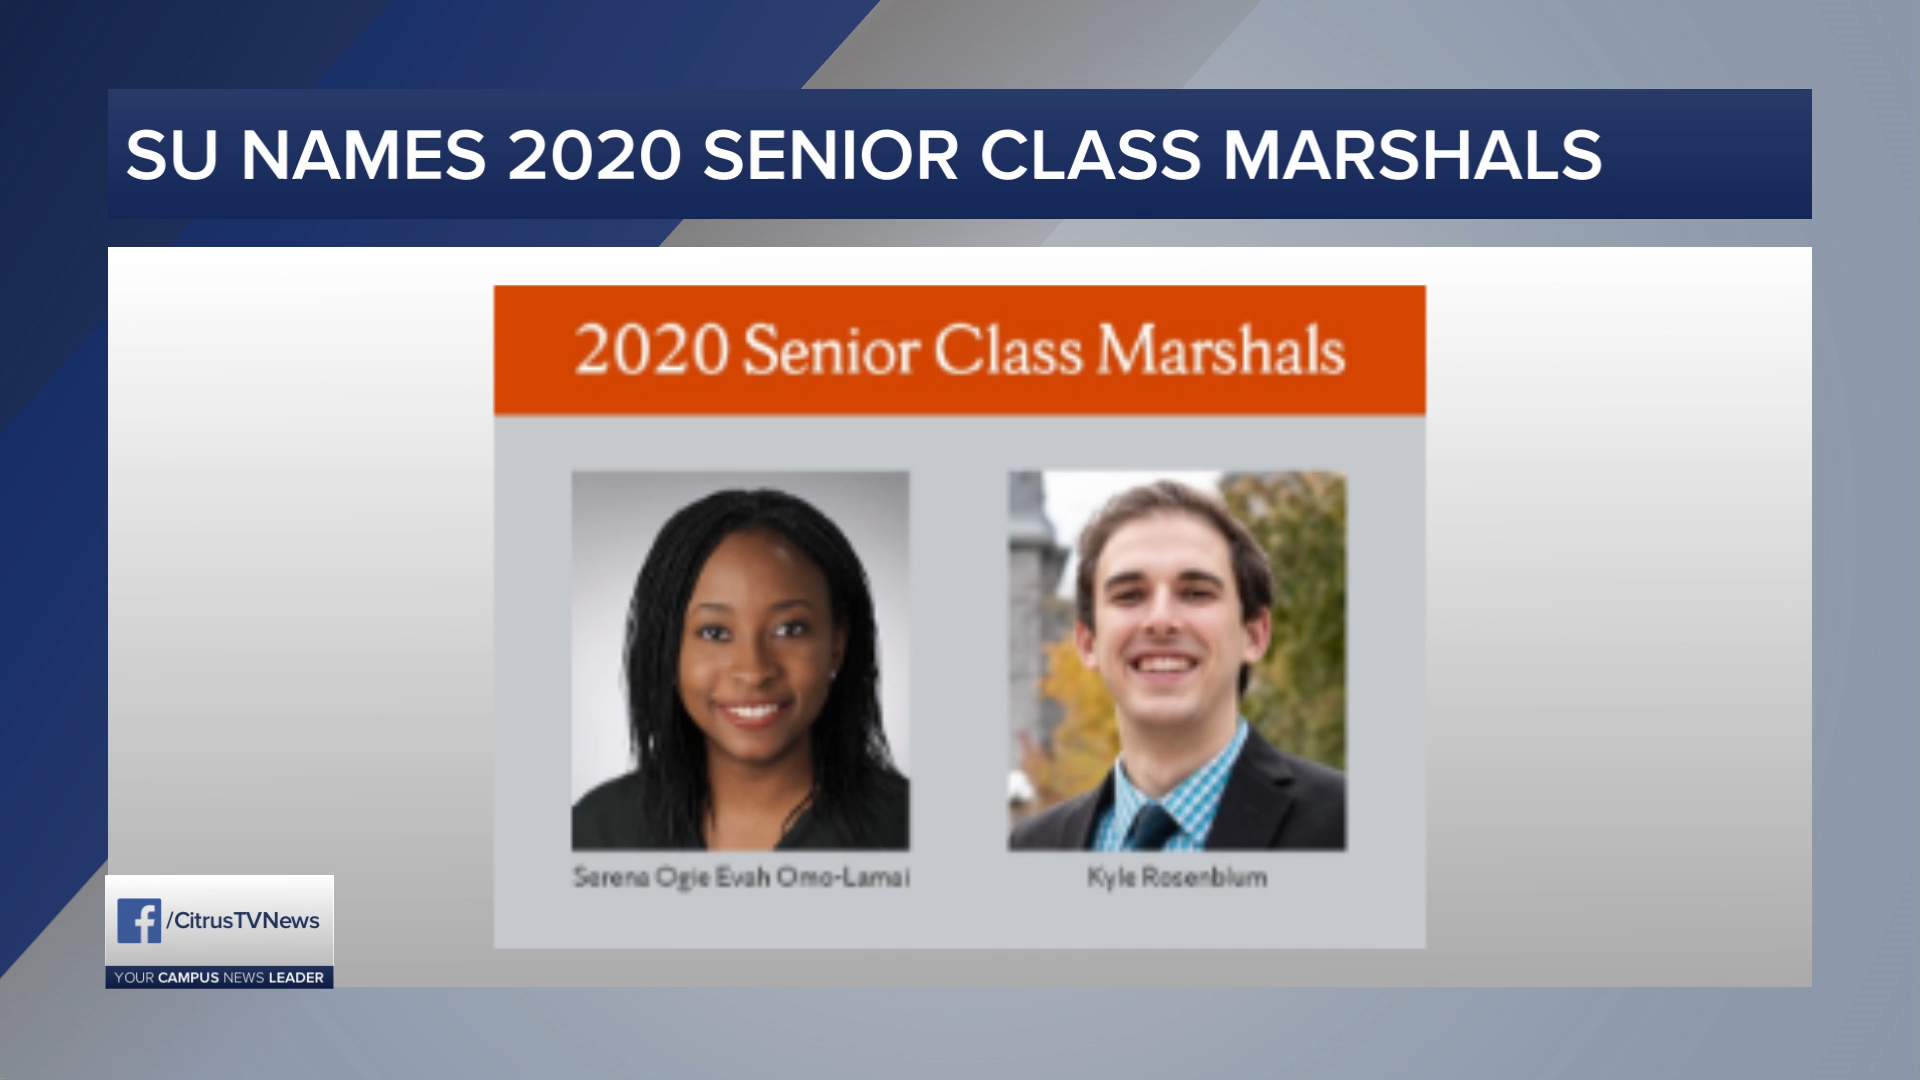 SU NAMES 2020 SENIOR CLASS MARSHALS
2020 Senior Class Marshals
Serena Ogie Evah Omo-Lamai
Kyle Rosenblum
/CitrusTVNews
YOUR CAMPUS NEWS LEADER